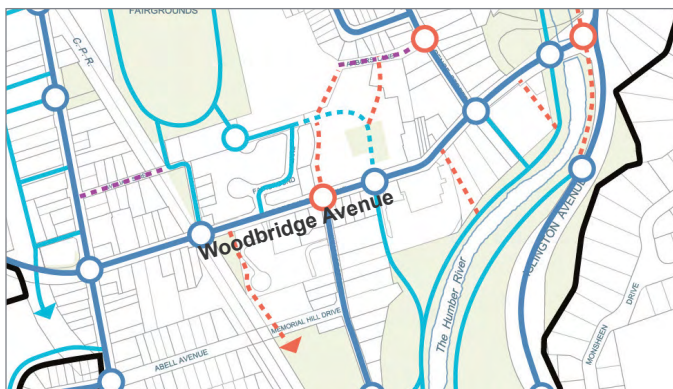 FAIRGROUNDS
C.P.R.
Woodbridge Avenue
The Humber River
ISLINGTON AVENUE
MONSHEEN
DRIVE
MEMORIAL HILL DRIVE
ABELL AVENUE